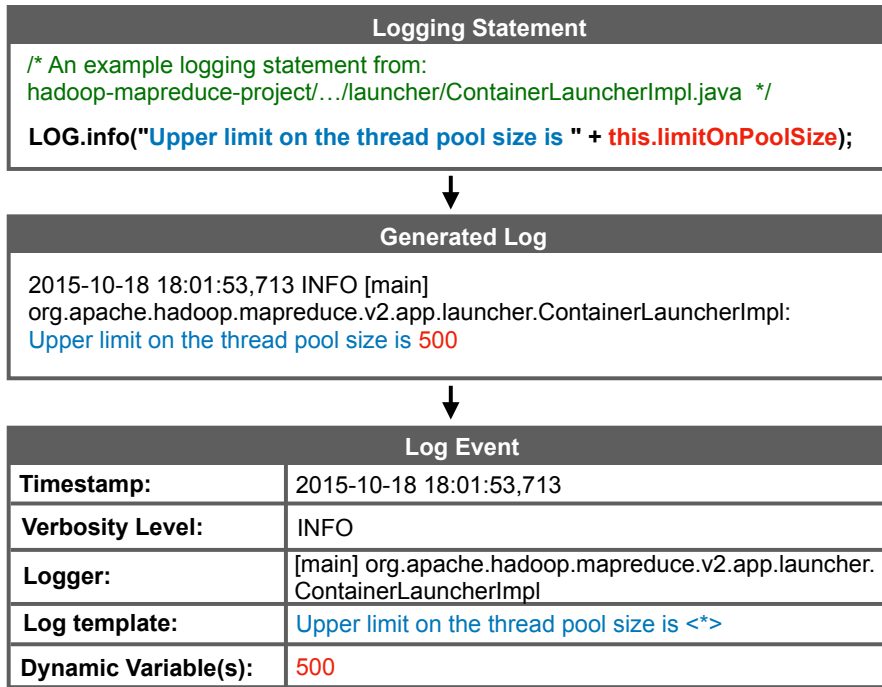 Logging Statement
/* An example logging statement from:
hadoop-mapreduce-project/…/launcher/ContainerLauncherImpl.java */
LOG.info("Upper limit on the thread pool size is " + this.limitOnPoolSize);
Generated Log
2015-10-18 18:01:53,713 INFO [main]
org.apache.hadoop.mapreduce.v2.app.launcher.ContainerLauncherImpl:
Upper limit on the thread pool size is 500
Log Event
Timestamp: 2015-10-18 18:01:53,713
Verbosity Level: INFO
Logger: [main] org.apache.hadoop.mapreduce.v2.app.launcher.
ContainerLauncherImpl
Log template: Upper limit on the thread pool size is <*>
Dynamic Variable(s): 500